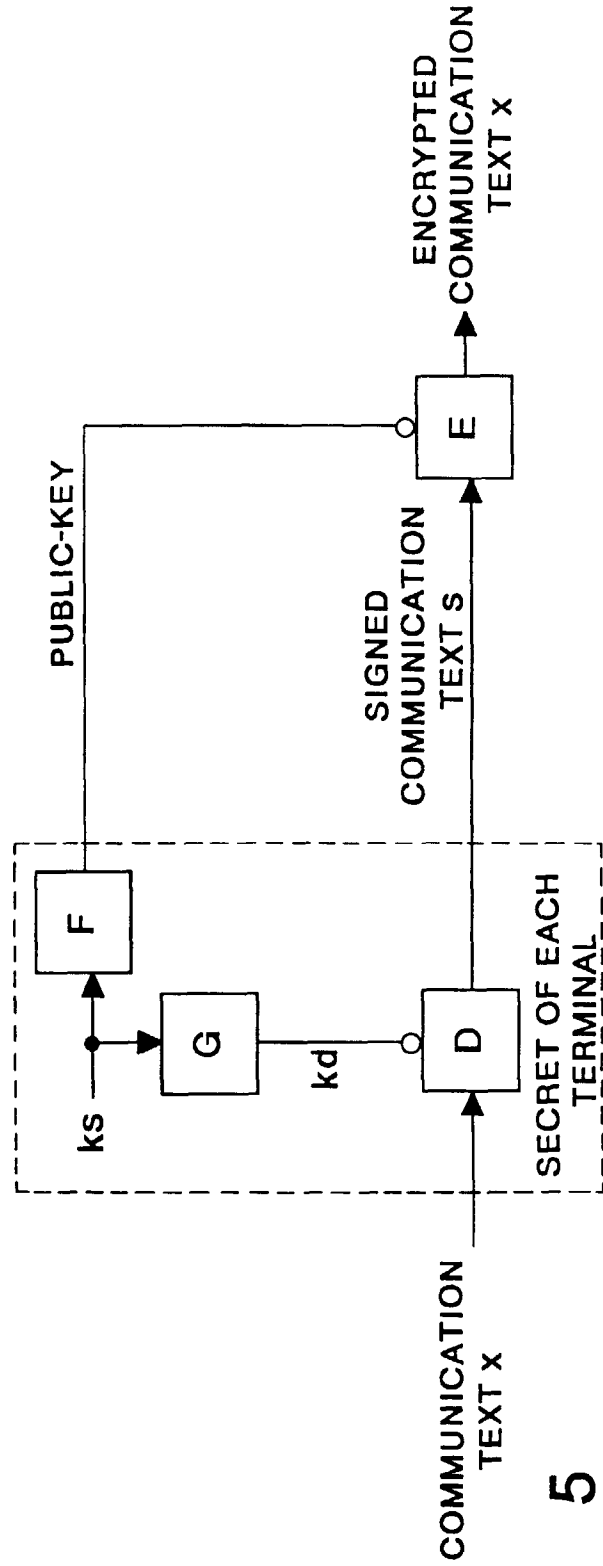 PUBLIC-KEY
F
ks
G
kd
D
E
SIGNED
COMMUNICATION
TEXT s
ENCRYPTED
COMMUNICATION
TEXT x
SECRET OF EACH
TERMINAL
COMMUNICATION
TEXT x
5